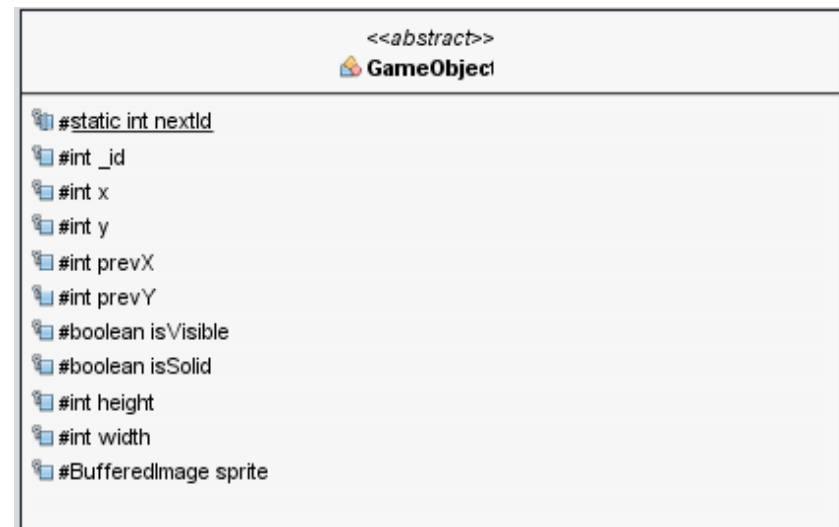 <<abstract>>
GameObject
#static int nextId
#int _id
#int x
#int y
#int prevX
#int prevY
#boolean isVisible
#boolean isSolid
#int height
#int width
#BufferedImage sprite